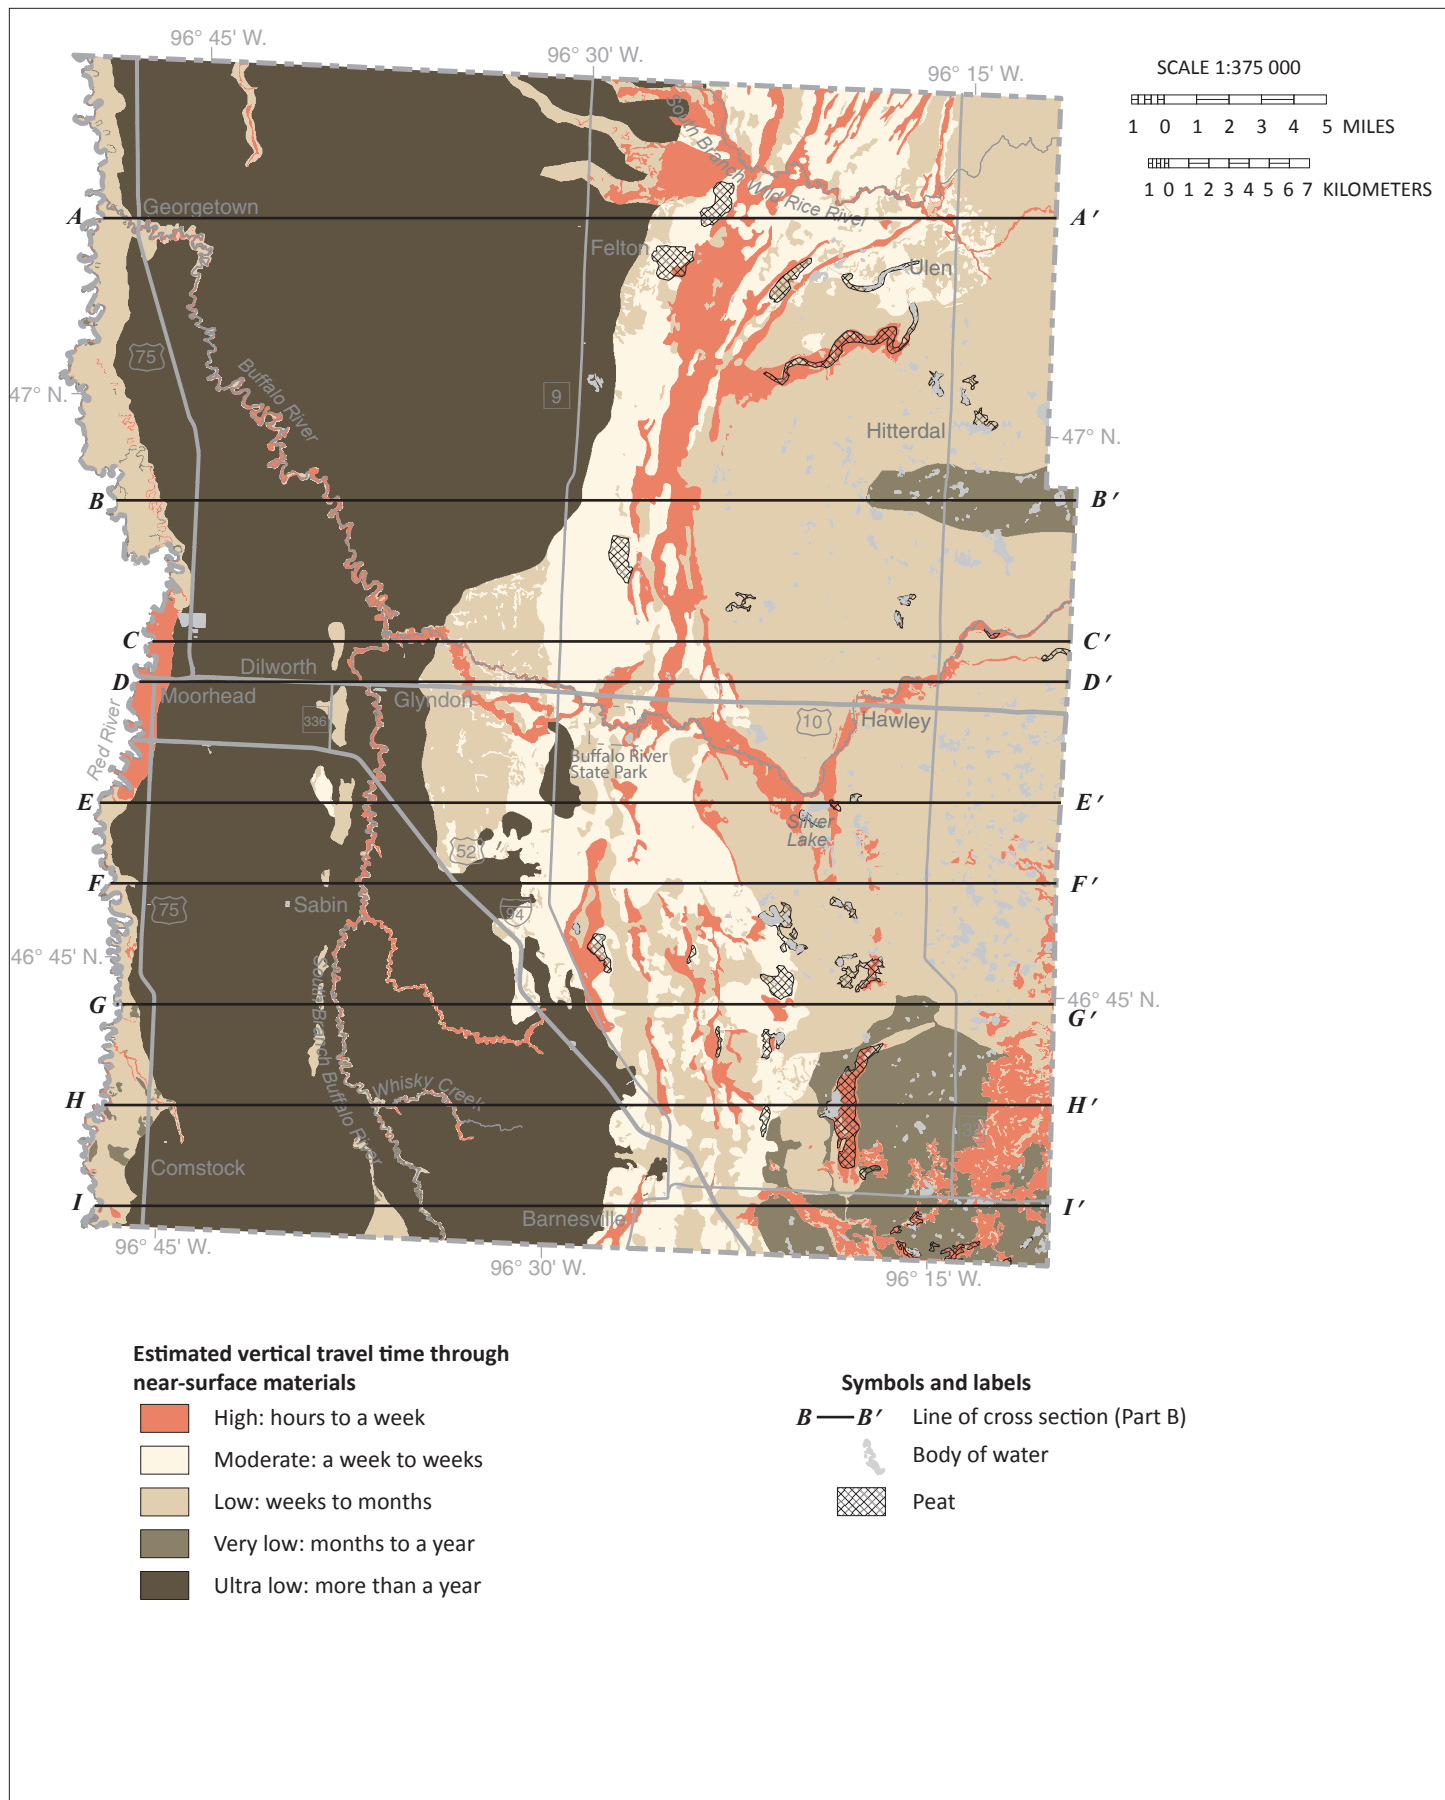 96° 45' W.
96° 30' W.
96° 15' W.
SCALE 1:375 000
1 0 1 2 3 4 5 MILES
1 0 1 2 3 4 5 6 7 KILOMETERS
South Branch Wild Rice River
Georgetown
A
A′
Felton
Ulen
75
Buffalo River
9
47° N.
Hitterdal
47° N.
B
B′
C
C′
Dilworth
D
D′
Moorhead
Glyndon
336
10
Hawley
Red River
Buffalo River
State Park
E
E′
Silver
Lake
52
F
F′
75
Sabin
94
46° 45' N.
South Branch Buffalo River
G
46° 45' N.
G′
Whisky Creek
H
H′
32
Comstock
I
I′
Barnesville
96° 45' W.
96° 30' W.
96° 15' W.
Estimated vertical travel time through
near-surface materials
High: hours to a week
Moderate: a week to weeks
Low: weeks to months
Very low: months to a year
Ultra low: more than a year
Symbols and labels
B B′ Line of cross section (Part B)
Body of water
Peat